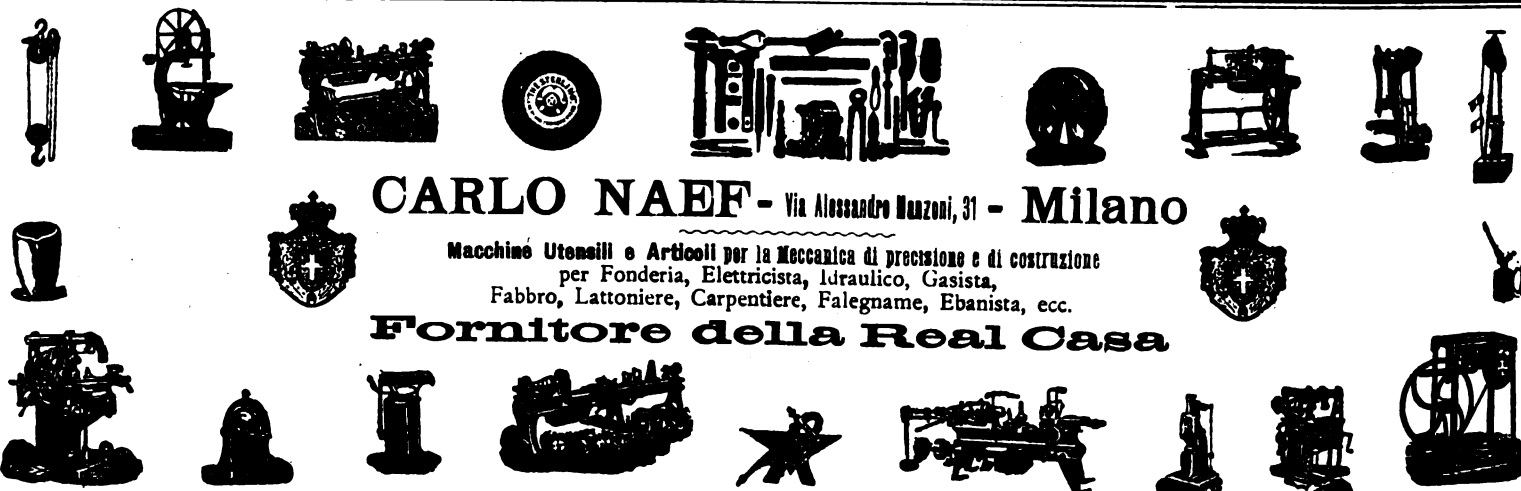 CARLO NAEF - Via Alessandro Manzoni, 31 - Milano
Macchine Utensili e Articoli per la Meccanica di precisione e di costruzione
per Fonderia, Elettricista, Idraulico, Gasista,
Fabbro, Lattoniere, Carpentiere, Falegname, Ebanista, ecc.
Fornitore della Real Casa